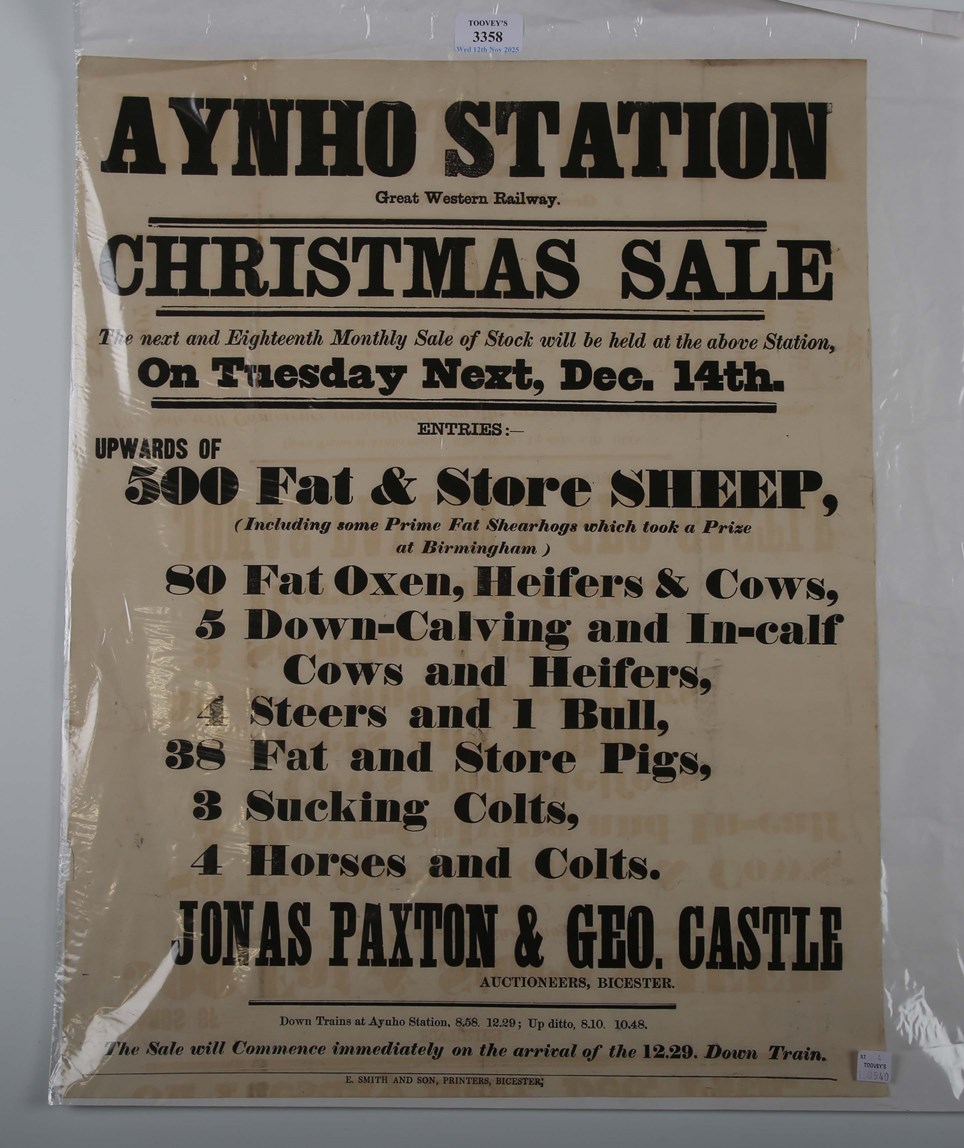 TOOVEY'S
3358
Wed 12th Nov 2025
AYNHO STATION
Great Western Railway.
CHRISTMAS SALE
The next and Eighteenth Monthly Sale of Stock will be held at the above Station,
On Tuesday Next, Dec. 14th.
ENTRIES:—
UPWARDS OF
500 Fat & Store SHEEP,
(Including some Prime Fat Shearhogs which took a Prize
at Birmingham)
80 Fat Oxen, Heifers & Cows,
5 Down-Calving and In-calf
Cows and Heifers,
4 Steers and 1 Bull,
38 Fat and Store Pigs,
3 Sucking Colts,
4 Horses and Colts.
JONAS PAXTON & GEO. CASTLE
AUCTIONEERS, BICESTER.
Down Trains at Aynho Station, 8.58. 12.29; Up ditto, 8.10. 10.48.
The Sale will Commence immediately on the arrival of the 12.29. Down Train.
E. SMITH AND SON, PRINTERS, BICESTER;
TOOVEY'S